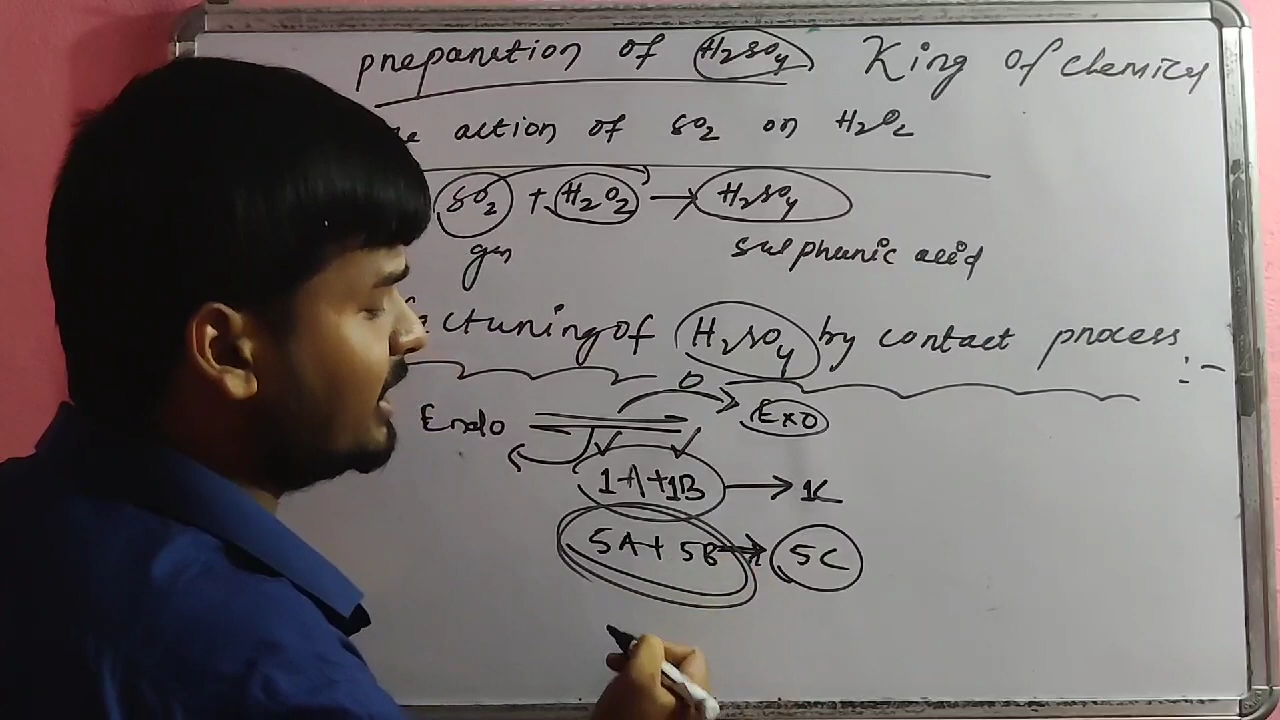 preparation of H₂SO₄ King of chemicy
action of SO₂ on H₂O₂
SO₂ + H₂O₂ → H₂SO₄
gas
sulphuric acid
cturing of H₂SO₄ by contact process :-
Endo ⇌ Exo
1A+1B → 1C
5A+5B → 5C